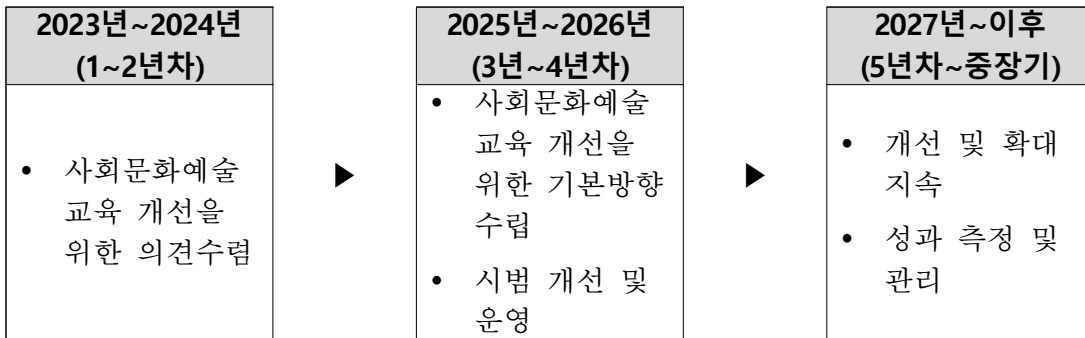 2023년~2024년
(1~2년차)
• 사회문화예술
교육 개선을
위한 의견수렴
▶
2025년~2026년
(3년~4년차)
• 사회문화예술
교육 개선을
위한 기본방향
수립
• 시범 개선 및
운영
▶
2027년~이후
(5년차~중장기)
• 개선 및 확대
지속
• 성과 측정 및
관리